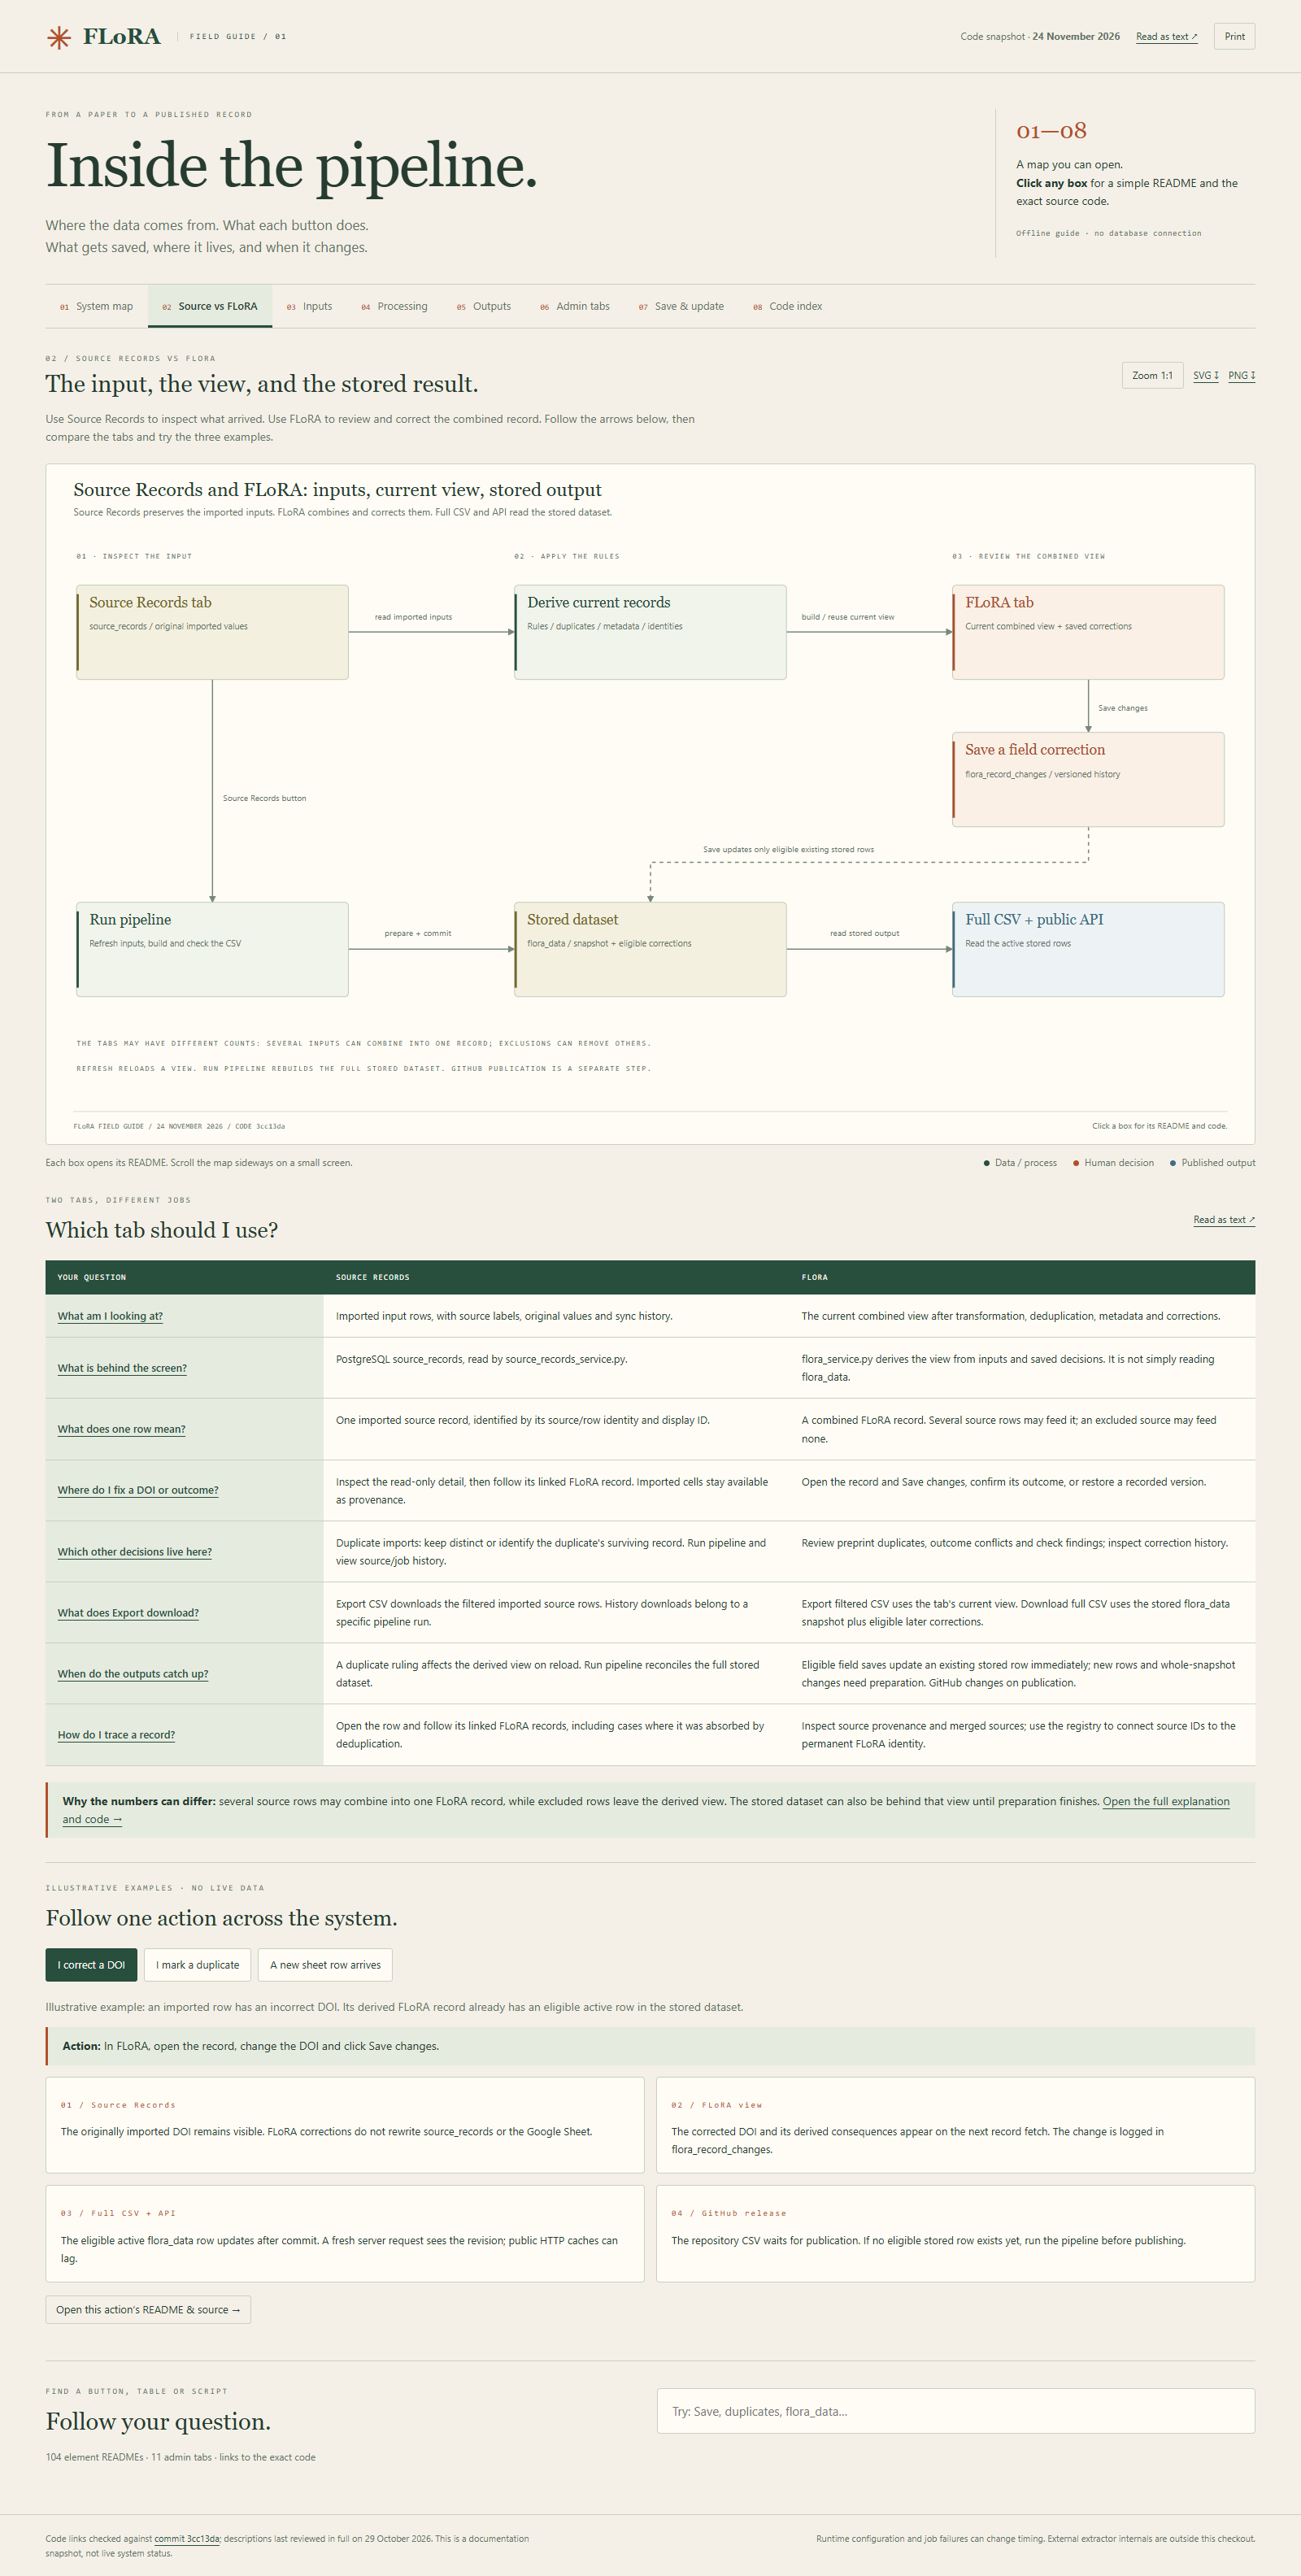 FLoRA
FIELD GUIDE / 01
Code snapshot · 24 November 2026
Read as text ↗
Print
FROM A PAPER TO A PUBLISHED RECORD
Inside the pipeline.
Where the data comes from. What each button does.
What gets saved, where it lives, and when it changes.
01—08
A map you can open.
Click any box for a simple README and the
exact source code.
Offline guide · no database connection
01 System map
02 Source vs FLoRA
03 Inputs
04 Processing
05 Outputs
06 Admin tabs
07 Save & update
08 Code index
02 / SOURCE RECORDS VS FLORA
The input, the view, and the stored result.
Zoom 1:1
SVG ↧
PNG ↧
Use Source Records to inspect what arrived. Use FLoRA to review and correct the combined record. Follow the arrows below, then
compare the tabs and try the three examples.
Source Records and FLoRA: inputs, current view, stored output
Source Records preserves the imported inputs. FLoRA combines and corrects them. Full CSV and API read the stored dataset.
01 · INSPECT THE INPUT
02 · APPLY THE RULES
03 · REVIEW THE COMBINED VIEW
Source Records tab
source_records / original imported values
read imported inputs
Derive current records
Rules / duplicates / metadata / identities
build / reuse current view
FLoRA tab
Current combined view + saved corrections
Save changes
Save a field correction
flora_record_changes / versioned history
Source Records button
Save updates only eligible existing stored rows
Run pipeline
Refresh inputs, build and check the CSV
prepare + commit
Stored dataset
flora_data / snapshot + eligible corrections
read stored output
Full CSV + public API
Read the active stored rows
THE TABS MAY HAVE DIFFERENT COUNTS: SEVERAL INPUTS CAN COMBINE INTO ONE RECORD; EXCLUSIONS CAN REMOVE OTHERS.
REFRESH RELOADS A VIEW. RUN PIPELINE REBUILDS THE FULL STORED DATASET. GITHUB PUBLICATION IS A SEPARATE STEP.
FLoRA FIELD GUIDE / 24 NOVEMBER 2026 / CODE 3cc13da
Click a box for its README and code.
Each box opens its README. Scroll the map sideways on a small screen.
Data / process
Human decision
Published output
TWO TABS, DIFFERENT JOBS
Which tab should I use?
Read as text ↗
YOUR QUESTION
SOURCE RECORDS
FLORA
What am I looking at?
Imported input rows, with source labels, original values and sync history.
The current combined view after transformation, deduplication, metadata and corrections.
What is behind the screen?
PostgreSQL source_records, read by source_records_service.py.
flora_service.py derives the view from inputs and saved decisions. It is not simply reading
flora_data.
What does one row mean?
One imported source record, identified by its source/row identity and display ID.
A combined FLoRA record. Several source rows may feed it; an excluded source may feed
none.
Where do I fix a DOI or outcome?
Inspect the read-only detail, then follow its linked FLoRA record. Imported cells stay available
as provenance.
Open the record and Save changes, confirm its outcome, or restore a recorded version.
Which other decisions live here?
Duplicate imports: keep distinct or identify the duplicate's surviving record. Run pipeline and
view source/job history.
Review preprint duplicates, outcome conflicts and check findings; inspect correction history.
What does Export download?
Export CSV downloads the filtered imported source rows. History downloads belong to a
specific pipeline run.
Export filtered CSV uses the tab's current view. Download full CSV uses the stored flora_data
snapshot plus eligible later corrections.
When do the outputs catch up?
A duplicate ruling affects the derived view on reload. Run pipeline reconciles the full stored
dataset.
Eligible field saves update an existing stored row immediately; new rows and whole-snapshot
changes need preparation. GitHub changes on publication.
How do I trace a record?
Open the row and follow its linked FLoRA records, including cases where it was absorbed by
deduplication.
Inspect source provenance and merged sources; use the registry to connect source IDs to the
permanent FLoRA identity.
Why the numbers can differ: several source rows may combine into one FLoRA record, while excluded rows leave the derived view. The stored dataset can also be behind that view until preparation finishes. Open the full explanation
and code →
ILLUSTRATIVE EXAMPLES · NO LIVE DATA
Follow one action across the system.
I correct a DOI
I mark a duplicate
A new sheet row arrives
Illustrative example: an imported row has an incorrect DOI. Its derived FLoRA record already has an eligible active row in the stored dataset.
Action: In FLoRA, open the record, change the DOI and click Save changes.
01 / Source Records
The originally imported DOI remains visible. FLoRA corrections do not rewrite source_records or the Google Sheet.
02 / FLoRA view
The corrected DOI and its derived consequences appear on the next record fetch. The change is logged in
flora_record_changes.
03 / Full CSV + API
The eligible active flora_data row updates after commit. A fresh server request sees the revision; public HTTP caches can
lag.
04 / GitHub release
The repository CSV waits for publication. If no eligible stored row exists yet, run the pipeline before publishing.
Open this action's README & source →
FIND A BUTTON, TABLE OR SCRIPT
Follow your question.
104 element READMEs · 11 admin tabs · links to the exact code
Try: Save, duplicates, flora_data...
Code links checked against commit 3cc13da; descriptions last reviewed in full on 29 October 2026. This is a documentation
snapshot, not live system status.
Runtime configuration and job failures can change timing. External extractor internals are outside this checkout.